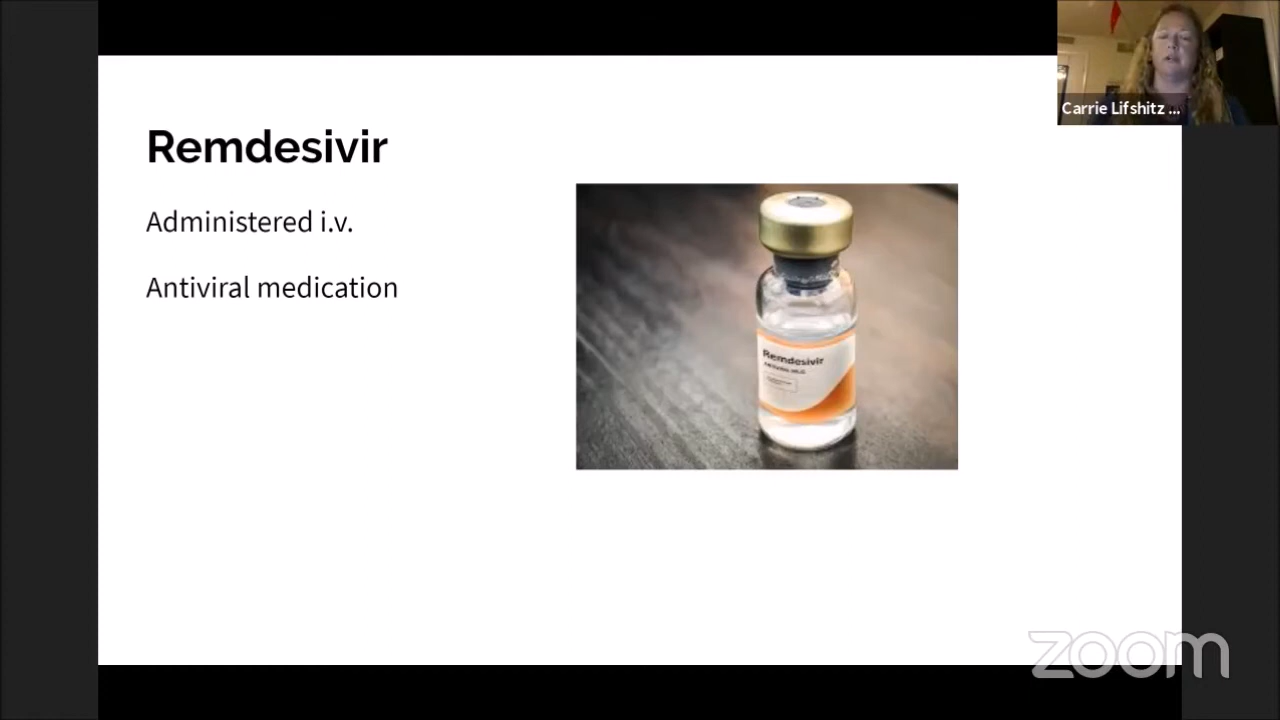 Carrie Lifshitz ...
Remdesivir
Administered i.v.
Antiviral medication
Remdesivir
zoom